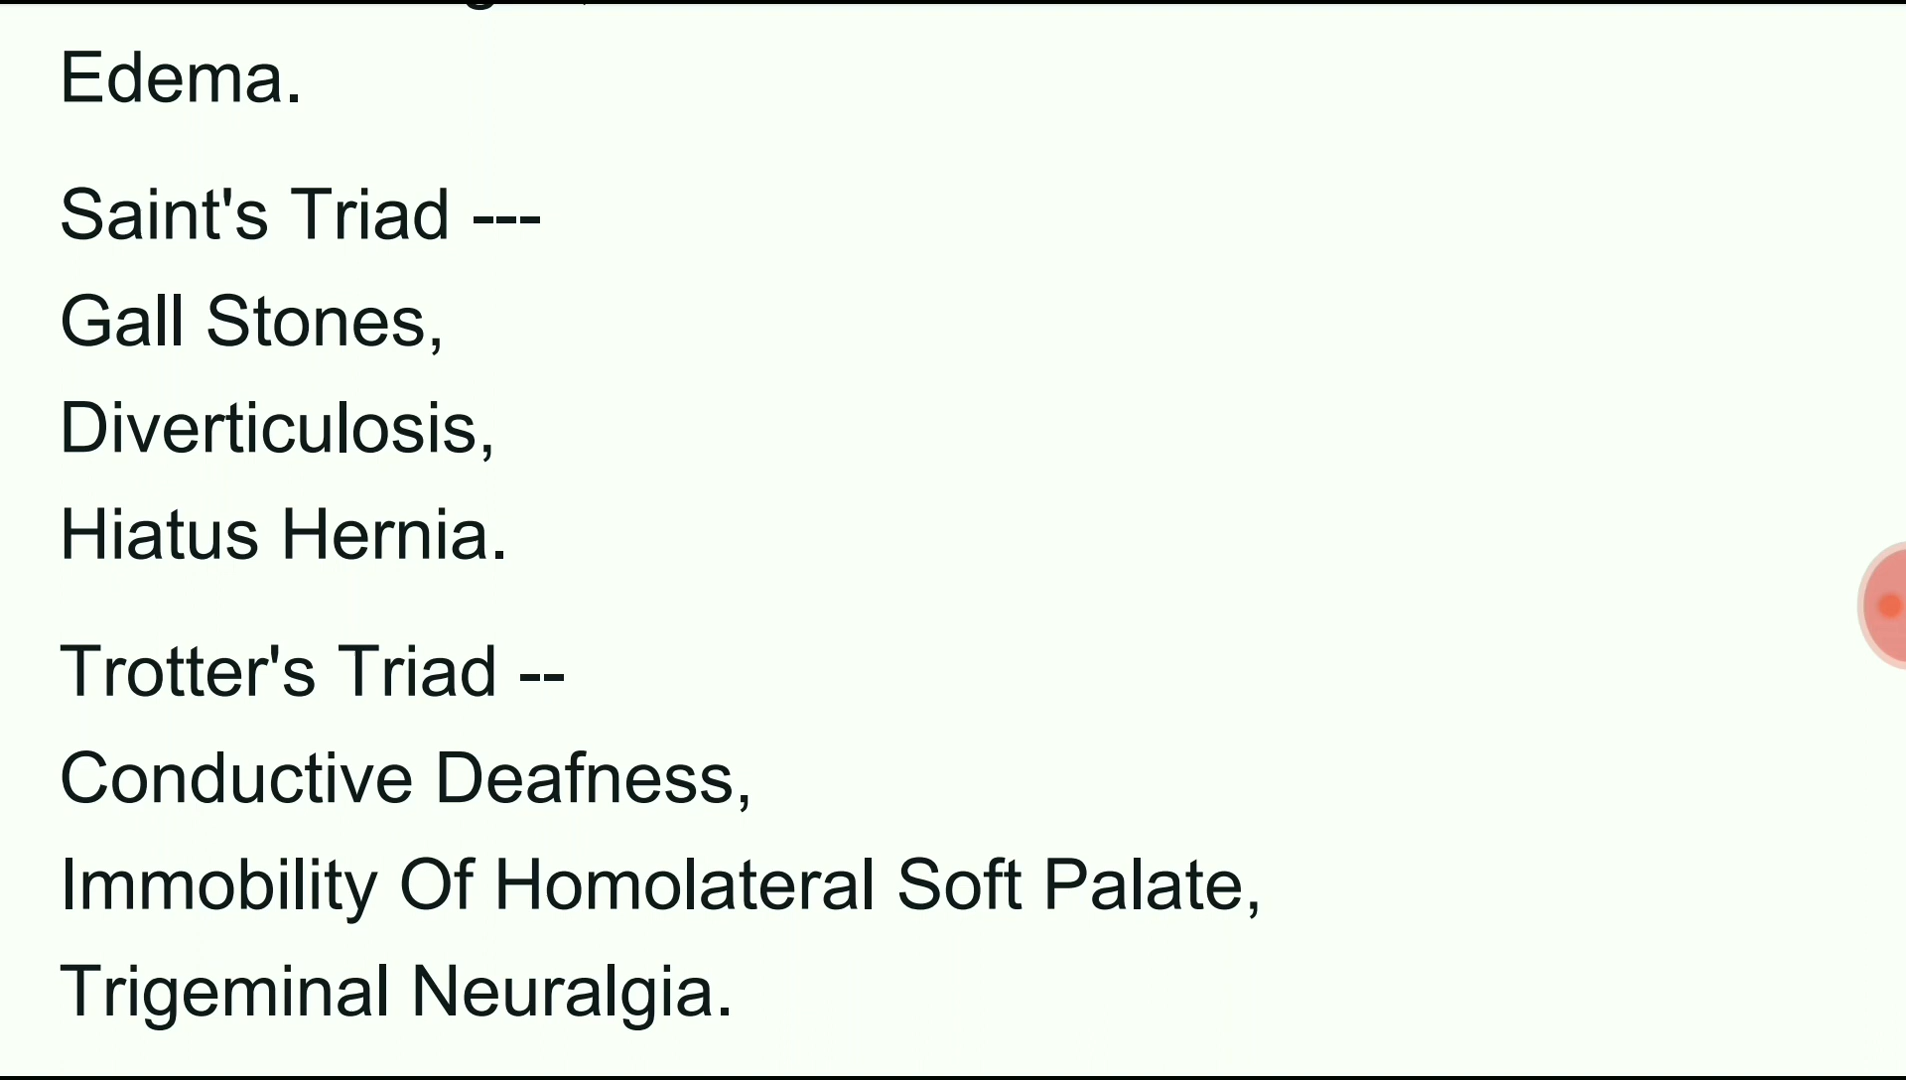 Edema.
Saint's Triad ---
Gall Stones,
Diverticulosis,
Hiatus Hernia.
Trotter's Triad --
Conductive Deafness,
Immobility Of Homolateral Soft Palate,
Trigeminal Neuralgia.